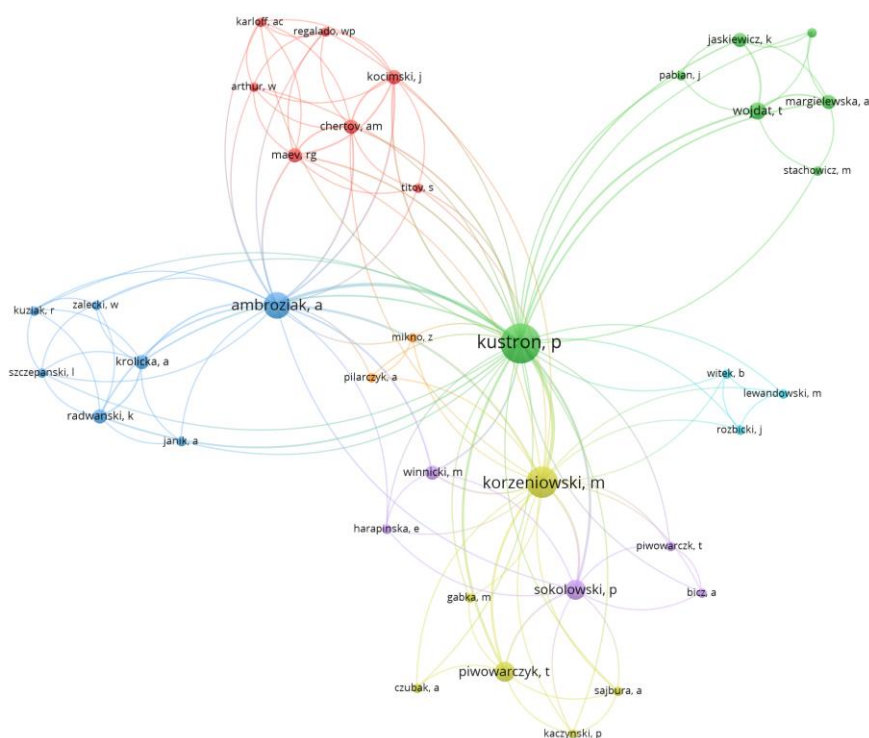 karloff, ac
regalado, wp
jaskiewicz, k
kocimski, j
pabian, j
arthur, w
margielewska, a
wojdat, t
chertov, am
maev, rg
stachowicz, m
titov, s
ambroziak, a
zalecki, w
kuziak, r
mikno, z
kustron, p
krolicka, a
szczepanski, l
pilarczyk, a
witek, b
lewandowski, m
radwanski, k
rozbicki, j
janik, a
winnicki, m
korzeniowski, m
harapinska, e
piwowarczk, t
sokolowski, p
bicz, a
gabka, m
piwowarczyk, t
czubak, a
sajbura, a
kaczynski, p